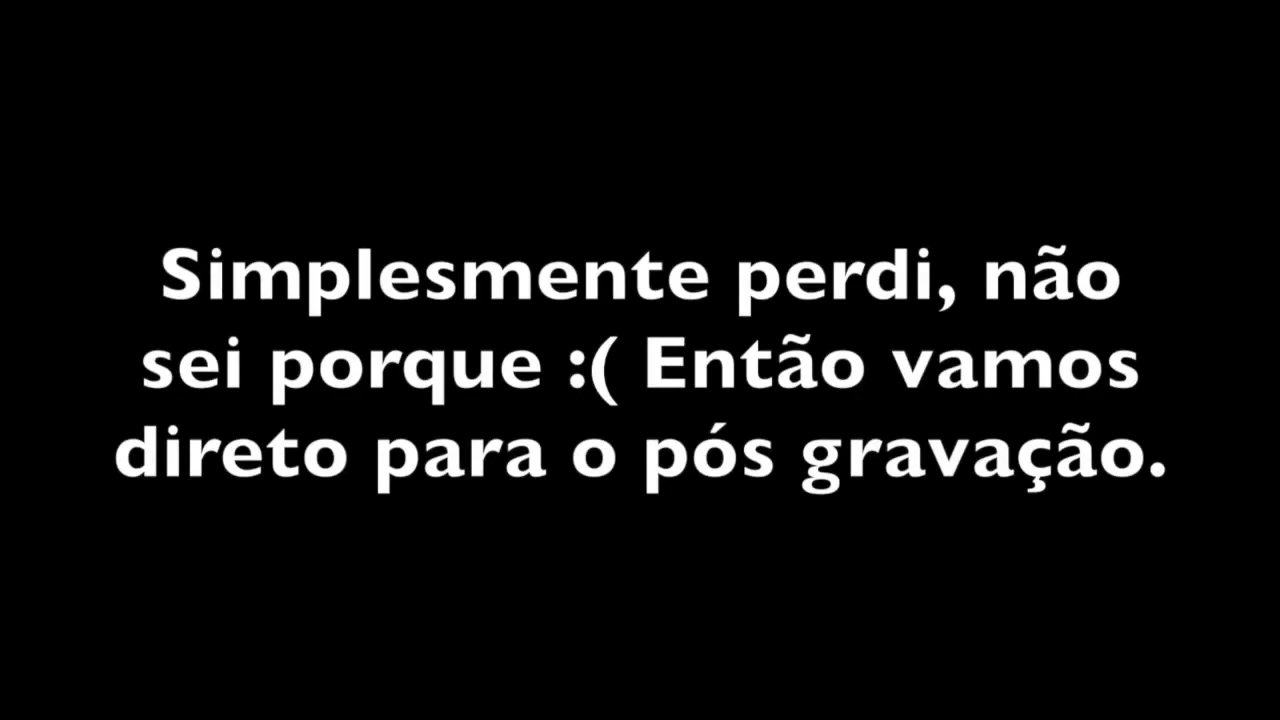 Simplesmente perdi, não
sei porque :( Então vamos
direto para o pós gravação.